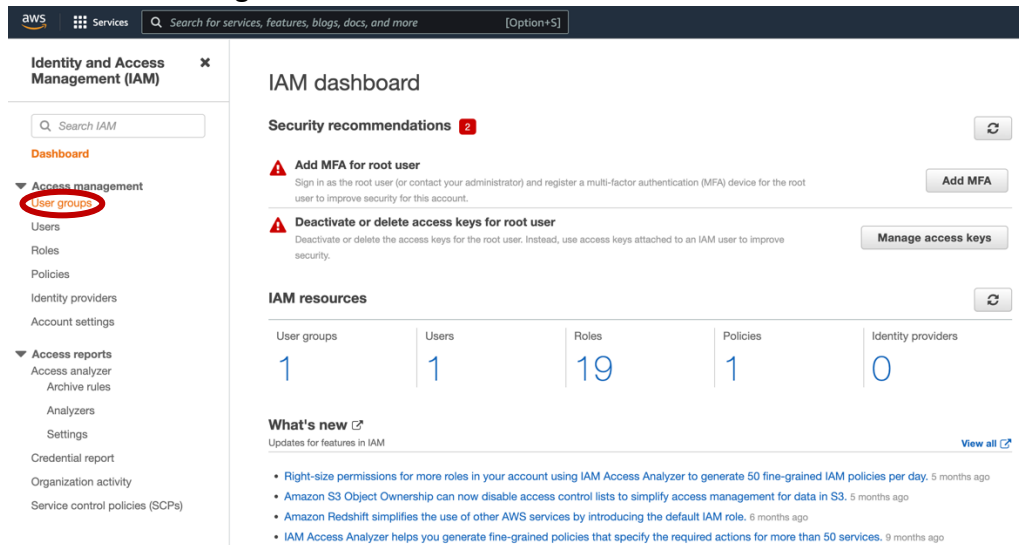 aws
Services
Search for services, features, blogs, docs, and more
[Option+S]
Identity and Access
Management (IAM)
Search IAM
Dashboard
Access management
User groups
Users
Roles
Policies
Identity providers
Account settings
Access reports
Access analyzer
Archive rules
Analyzers
Settings
Credential report
Organization activity
Service control policies (SCPs)
IAM dashboard
Security recommendations 2
Add MFA for root user
Sign in as the root user (or contact your administrator) and register a multi-factor authentication (MFA) device for the root
user to improve security for this account.
Add MFA
Deactivate or delete access keys for root user
Deactivate or delete the access keys for the root user. Instead, use access keys attached to an IAM user to improve
security.
Manage access keys
IAM resources
User groups
1
Users
1
Roles
19
Policies
1
Identity providers
0
What's new
Updates for features in IAM
View all
• Right-size permissions for more roles in your account using IAM Access Analyzer to generate 50 fine-grained IAM policies per day. 5 months ago
• Amazon S3 Object Ownership can now disable access control lists to simplify access management for data in S3. 5 months ago
• Amazon Redshift simplifies the use of other AWS services by introducing the default IAM role. 6 months ago
• IAM Access Analyzer helps you generate fine-grained policies that specify the required actions for more than 50 services. 9 months ago